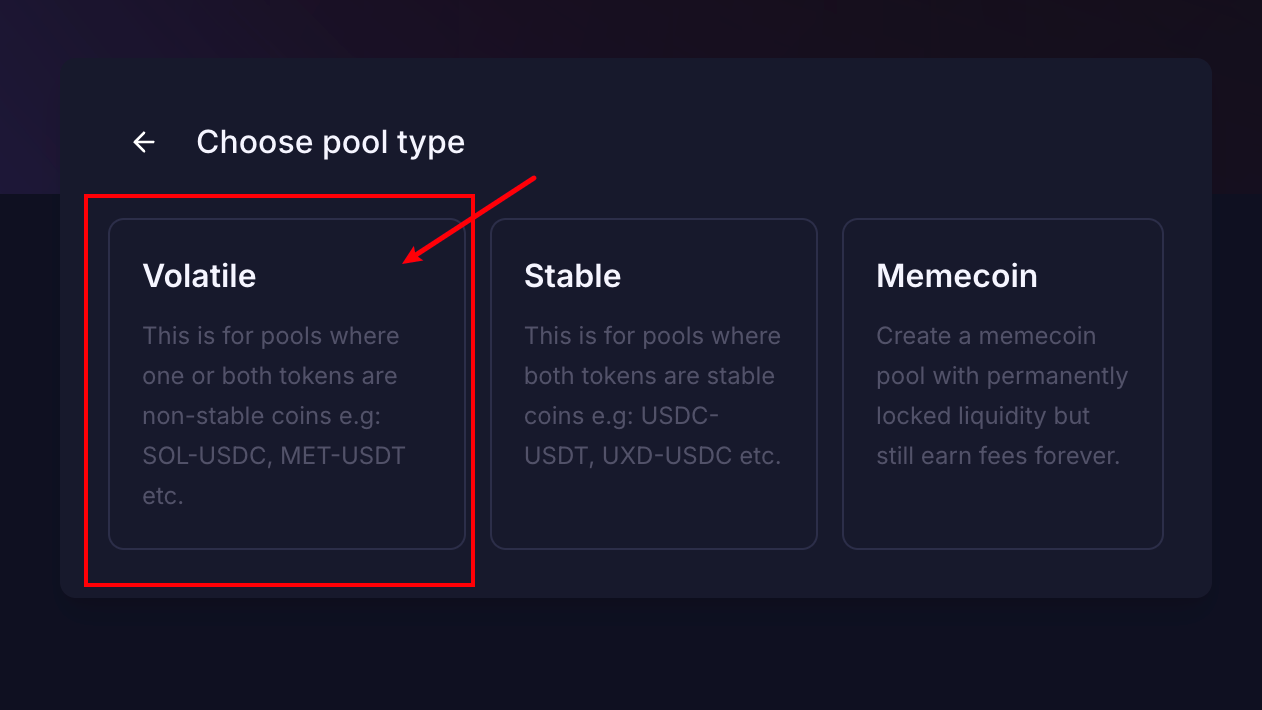 Choose pool type
Volatile
This is for pools where
one or both tokens are
non-stable coins e.g:
SOL-USDC, MET-USDT
etc.
Stable
This is for pools where
both tokens are stable
coins e.g: USDC-
USDT, UXD-USDC etc.
Memecoin
Create a memecoin
pool with permanently
locked liquidity but
still earn fees forever.